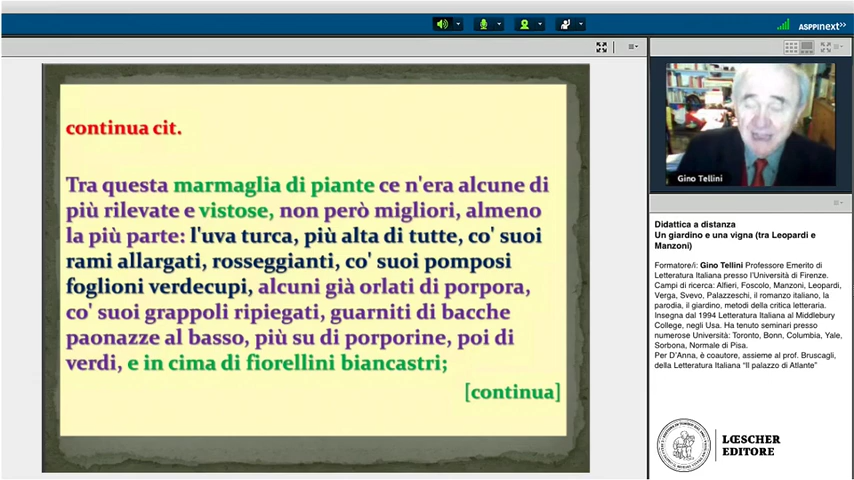 ASPPInext>>
continua cit.
Tra questa marmaglia di piante ce n'era alcune di
più rilevate e vistose, non però migliori, almeno
la più parte: l'uva turca, più alta di tutte, co' suoi
rami allargati, rosseggianti, co' suoi pomposi
foglioni verdecupi, alcuni già orlati di porpora,
co' suoi grappoli ripiegati, guarniti di bacche
paonazze al basso, più su di porporine, poi di
verdi, e in cima di fiorellini biancastri;
[continua]
Gino Tellini
Didattica a distanza
Un giardino e una vigna (tra Leopardi e
Manzoni)
Formatore/i: Gino Tellini Professore Emerito di
Letteratura Italiana presso l'Università di Firenze.
Campi di ricerca: Alfieri, Foscolo, Manzoni, Leopardi,
Verga, Svevo, Palazzeschi, il romanzo italiano, la
parodia, il giardino, metodi della critica letteraria.
Insegna dal 1994 Letteratura Italiana al Middlebury
College, negli Usa. Ha tenuto seminari presso
numerose Università: Toronto, Bonn, Columbia, Yale,
Sorbona, Normale di Pisa.
Per D'Anna, è coautore, assieme al prof. Bruscagli,
della Letteratura Italiana "Il palazzo di Atlante"
LŒSCHER
EDITORE